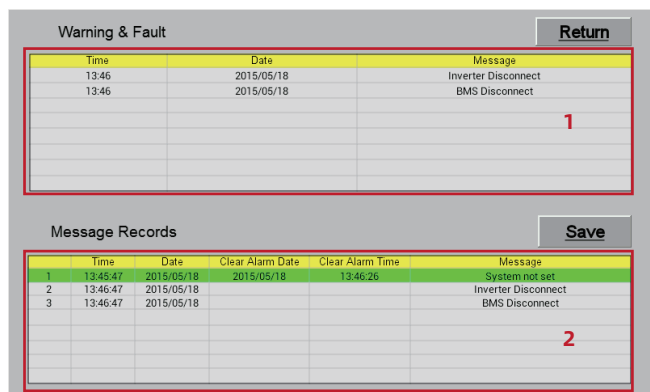 Warning & Fault Return
Time Date Message
13:46 2015/05/18 Inverter Disconnect
13:46 2015/05/18 BMS Disconnect
1
Message Records Save
Time Date Clear Alarm Date Clear Alarm Time Message
1 13:45:47 2015/05/18 2015/05/18 13:46:26 System not set
2 13:46:47 2015/05/18 Inverter Disconnect
3 13:46:47 2015/05/18 BMS Disconnect
2